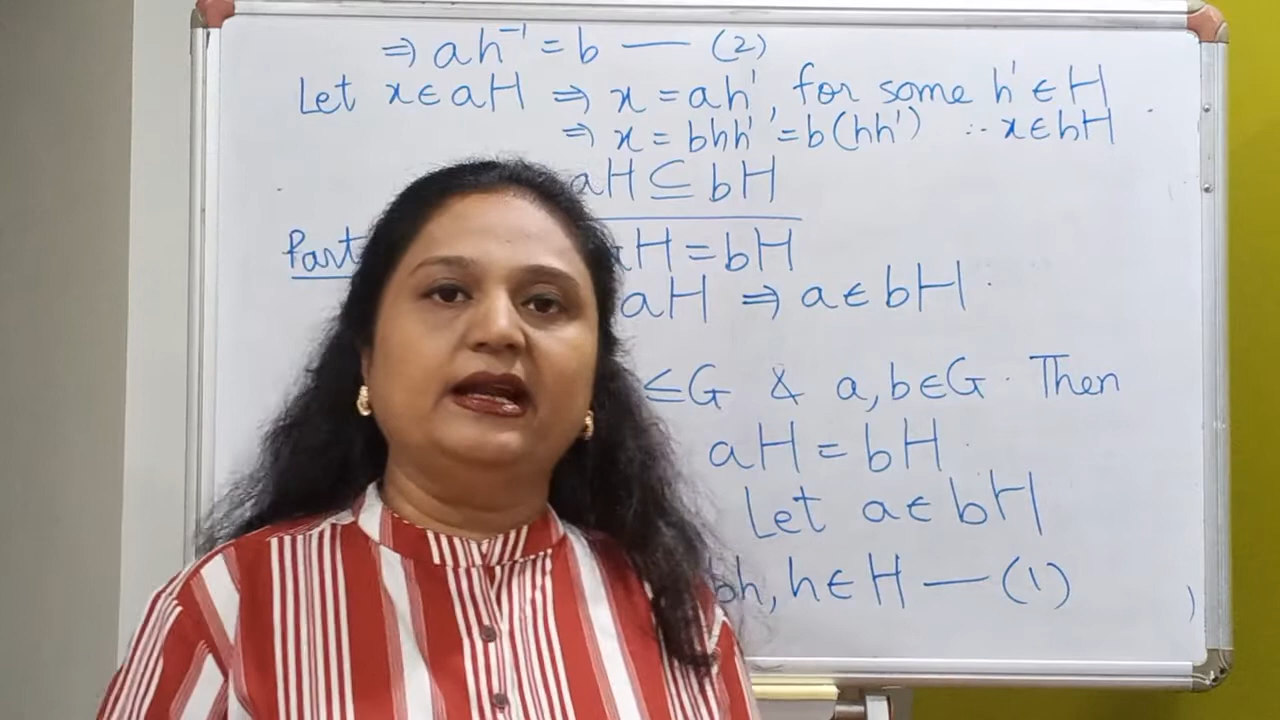 ⇒ ah⁻¹ = b — (2)
Let x ∈ aH ⇒ x = ah', for some h' ∈ H
⇒ x = bhh' = b(hh') ∴ x ∈ bH
aH ⊆ bH
Part H = bH
aH ⇒ a ∈ bH.
≤ G & a, b ∈ G. Then
aH = bH.
Let a ∈ bH
bh, h ∈ H — (1)